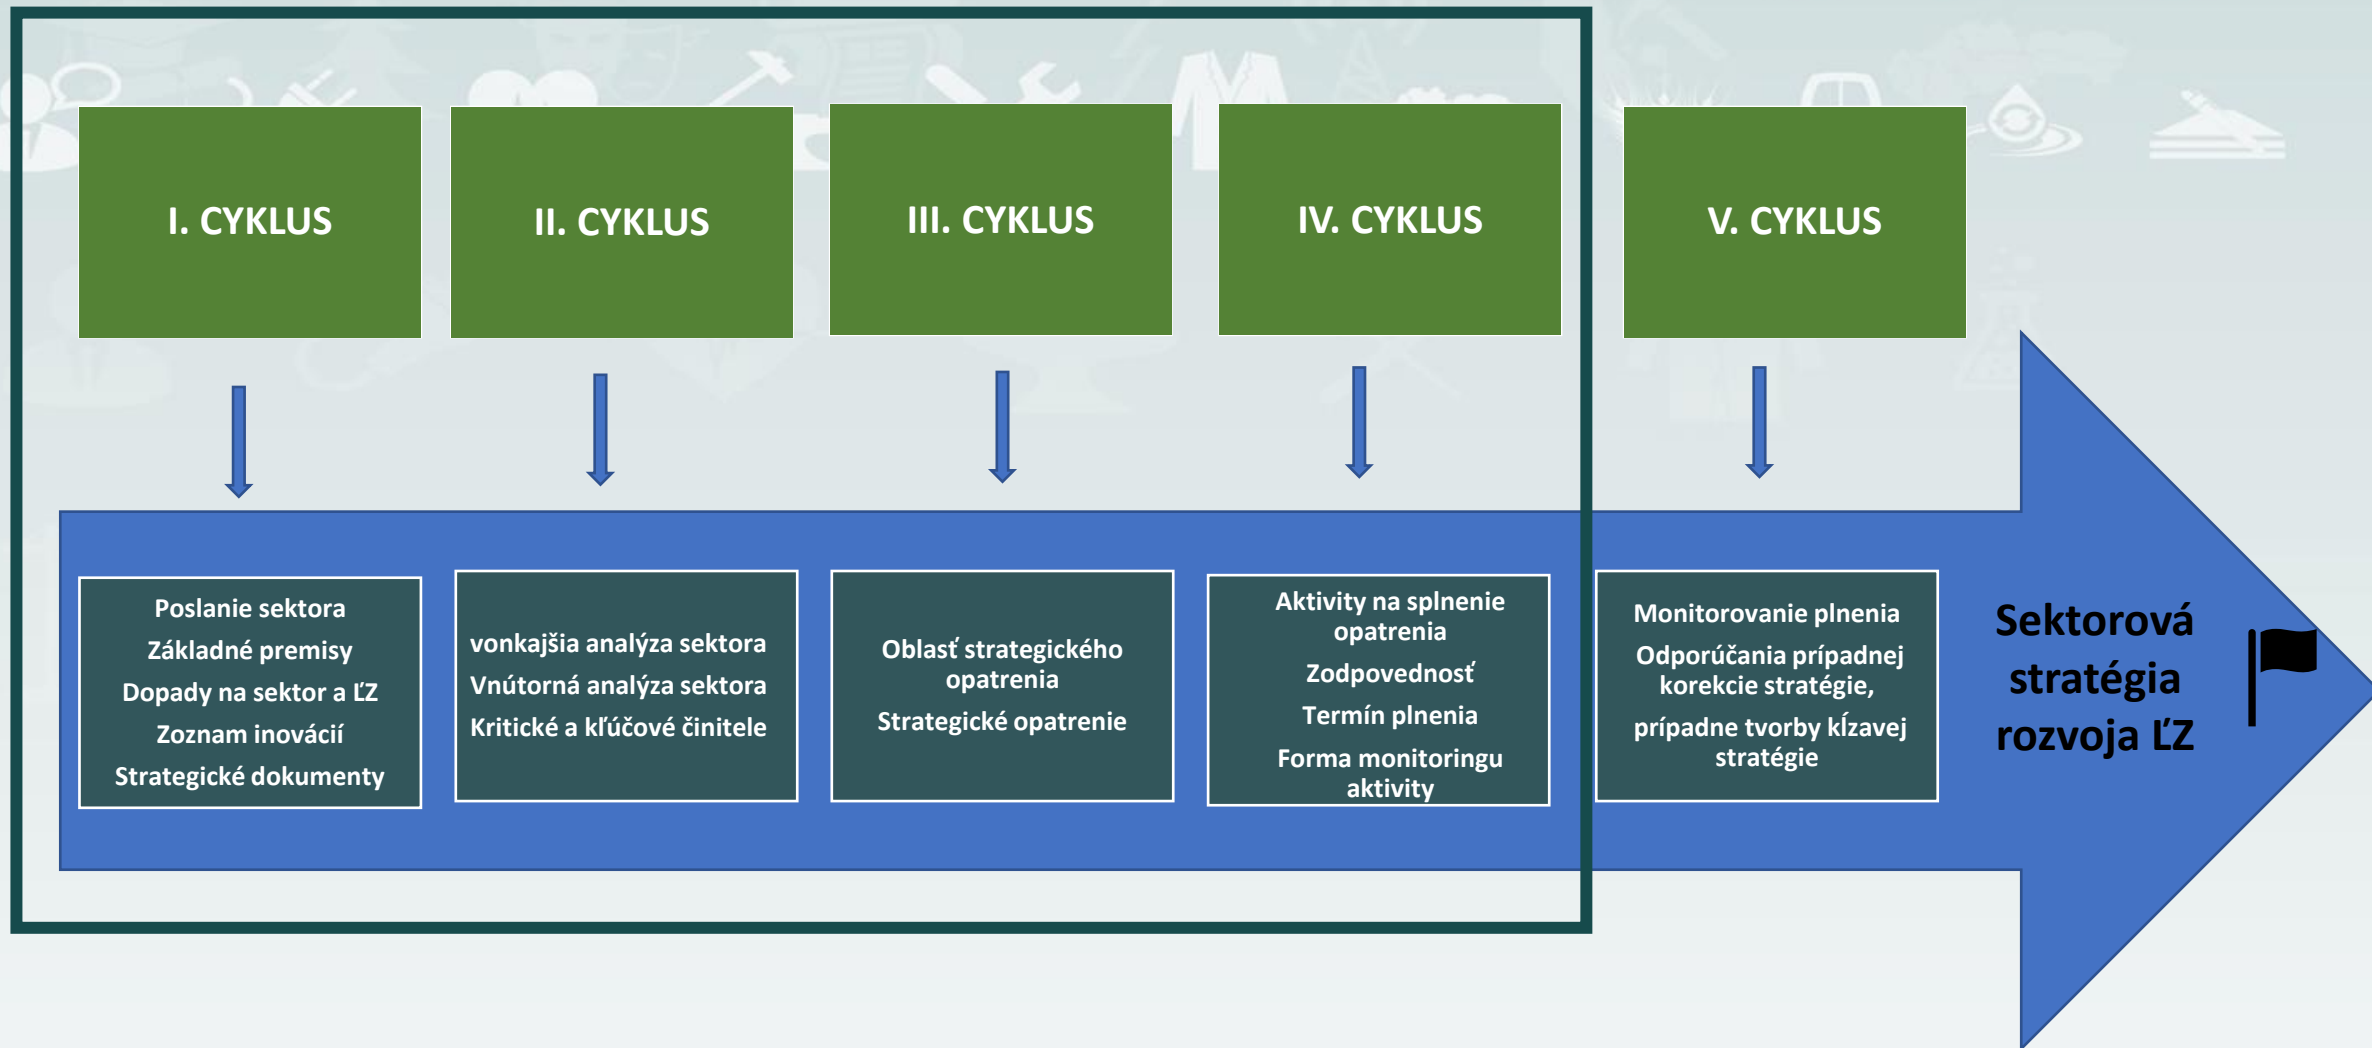 I. CYKLUS
II. CYKLUS
III. CYKLUS
IV. CYKLUS
V. CYKLUS
Poslanie sektora
Základné premisy
Dopady na sektor a ĽZ
Zoznam inovácií
Strategické dokumenty
vonkajšia analýza sektora
Vnútorná analýza sektora
Kritické a kľúčové činitele
Oblasť strategického
opatrenia
Strategické opatrenie
Aktivity na splnenie
opatrenia
Zodpovednosť
Termín plnenia
Forma monitoringu
aktivity
Monitorovanie plnenia
Odporúčania prípadnej
korekcie stratégie,
prípadne tvorby kĺzavej
stratégie
Sektorová
stratégia
rozvoja ĽZ